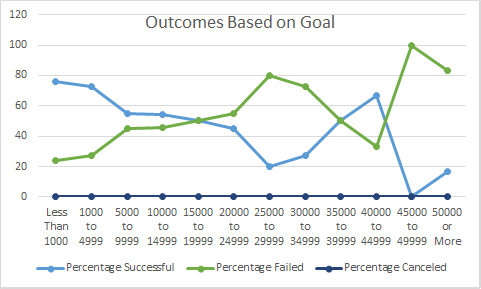 Outcomes Based on Goal
120
100
80
60
40
20
0
Less Than 1000
1000 to 4999
5000 to 9999
10000 to 14999
15000 to 19999
20000 to 24999
25000 to 29999
30000 to 34999
35000 to 39999
40000 to 44999
45000 to 49999
50000 or More
Percentage Successful
Percentage Failed
Percentage Canceled